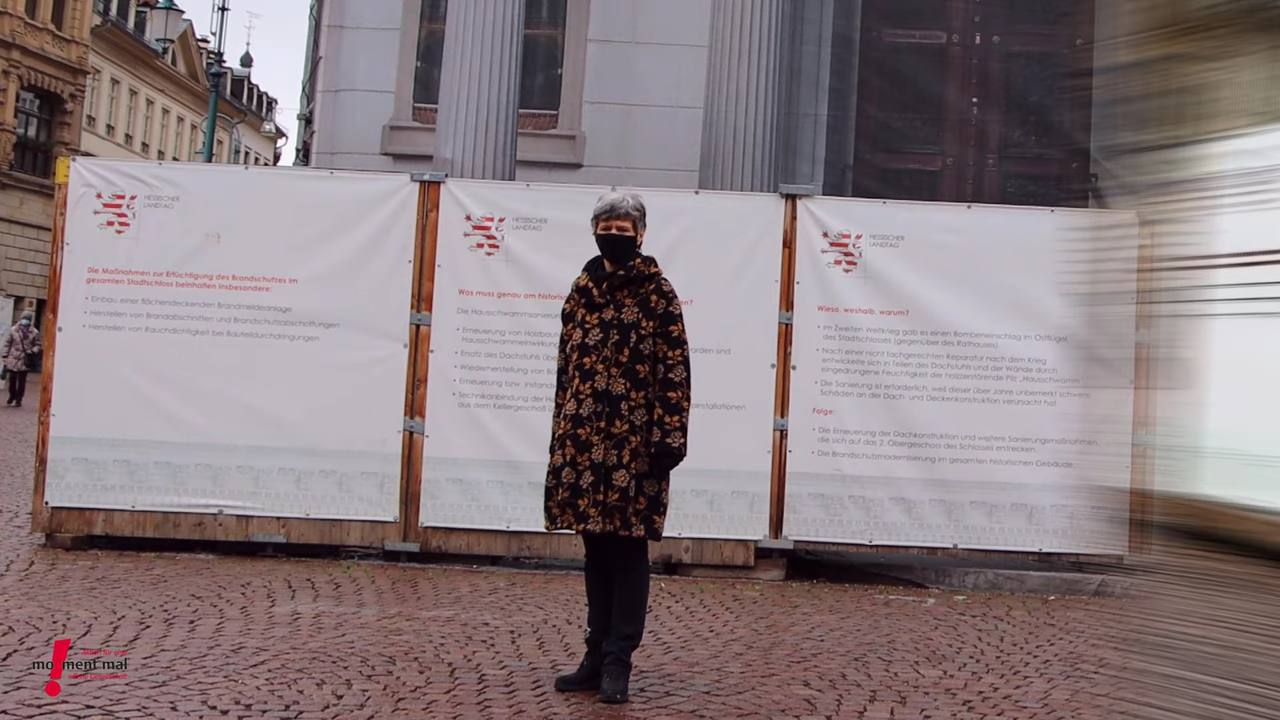 HESSISCHER
LANDTAG
Die Maßnahmen zur Ertüchtigung des Brandschutzes im
gesamten Stadtschloss beinhalten insbesondere:
• Einbau einer flächendeckenden Brandmeldeanlage
• Herstellen von Brandabschnitten und Brandschutzabschottungen
• Herstellen von Rauchdichtigkeit bei Bauteildurchdringungen
HESSISCHER
LANDTAG
Was muss genau am
Die Hausschwammsanierung
• Erneuerung von
Hausschwammeinwirkung
• Ersatz des Dachstuhls
• Wiederherstellung von
• Erneuerung bzw.
• Technikanbindung der
aus dem Kellergeschoß
HESSISCHER
LANDTAG
Wieso, weshalb, warum?
• Im Zweiten Weltkrieg gab es einen Bombeneinschlag im Ostflügel
des Stadtschlosses (gegenüber des Rathauses).
• Nach einer nicht fachgerechten Reparatur nach dem Krieg
entwickelte sich in Teilen des Dachstuhls und der Wände durch
eingedrungene Feuchtigkeit der holzzerstörende Pilz „Hausschwamm“
• Die Sanierung ist erforderlich, weil dieser über Jahre unbemerkt schwere
Schäden an der Dach- und Deckenkonstruktion verursacht hat.
Folge:
• Die Erneuerung der Dachkonstruktion und weitere Sanierungsmaßnahmen,
die sich auf das 2. Obergeschoss des Schlosses erstrecken.
• Die Brandschutzmodernisierung im gesamten historischen Gebäude.
mo!ment mal